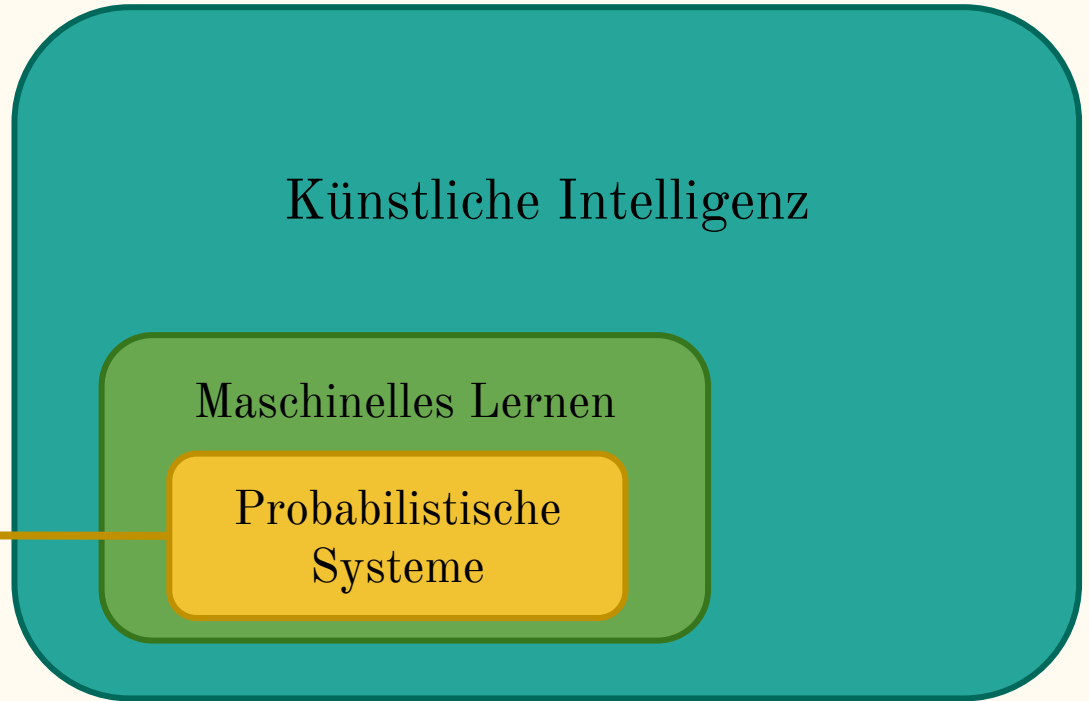 Künstliche Intelligenz
Maschinelles Lernen
Probabilistische
Systeme